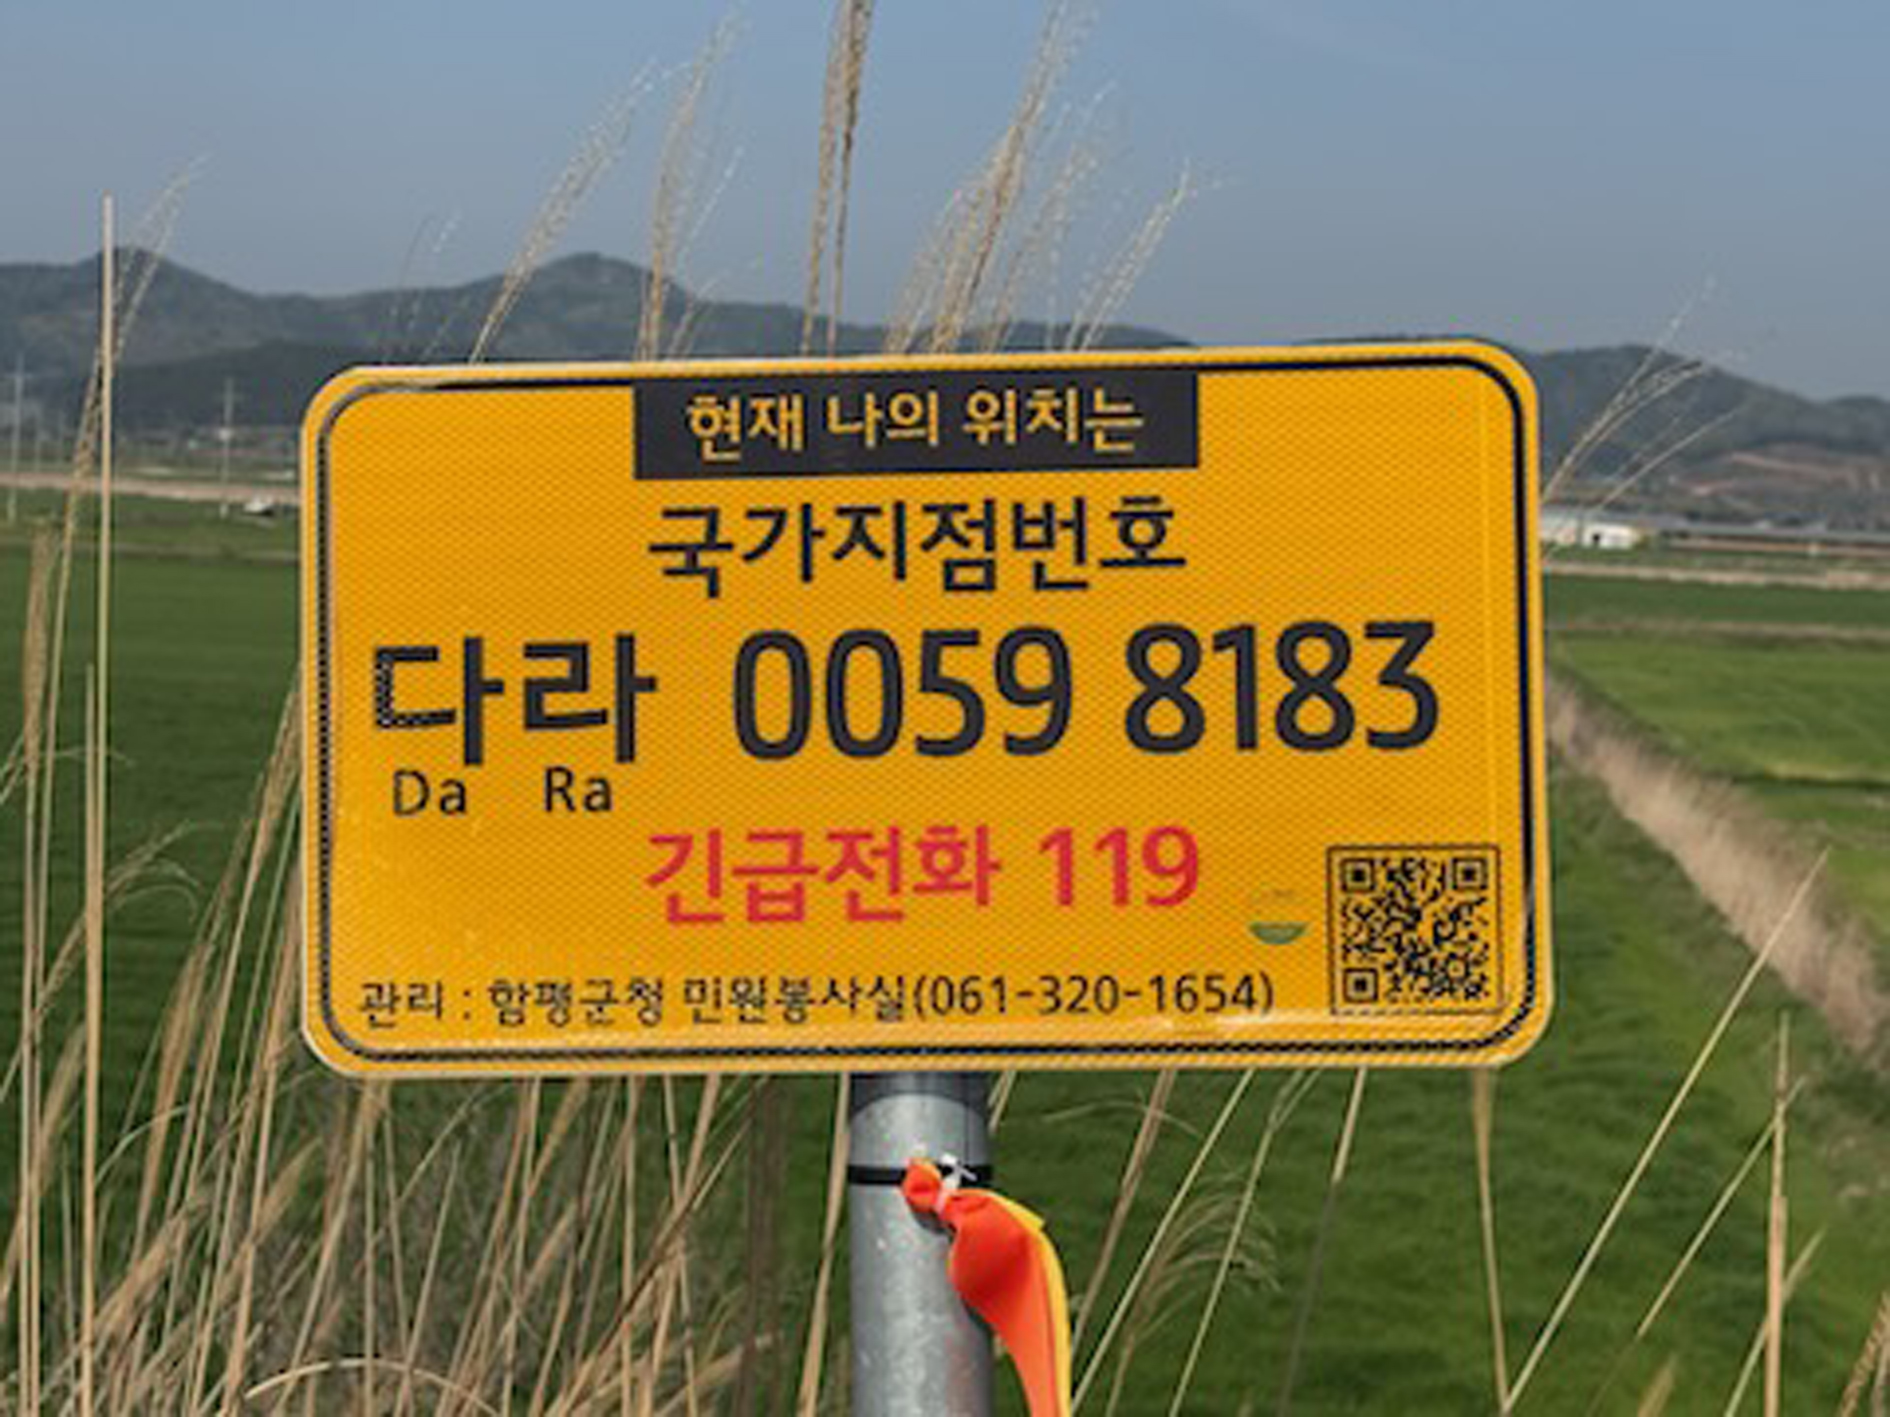 현재 나의 위치는
국가지점번호
다라 0059 8183
Da Ra
긴급전화 119
관리 : 함평군청 민원봉사실(061-320-1654)